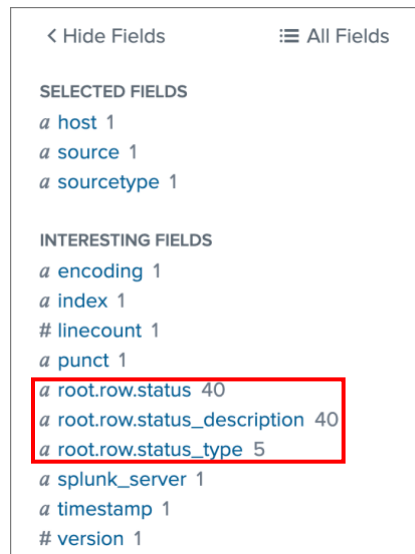 < Hide Fields    All Fields
SELECTED FIELDS
a host 1
a source 1
a sourcetype 1
INTERESTING FIELDS
a encoding 1
a index 1
# linecount 1
a punct 1
a root.row.status 40
a root.row.status_description 40
a root.row.status_type 5
a splunk_server 1
a timestamp 1
# version 1